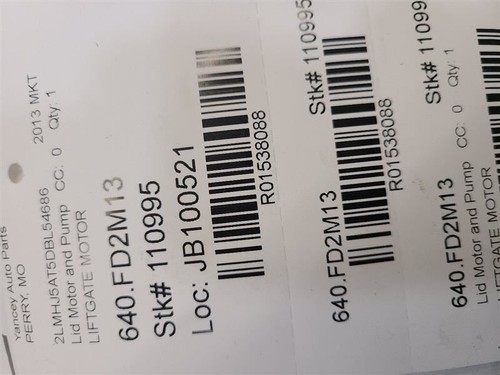 Yancey Auto Parts
PERRY, MO 2013 MKT
2LMHJ5AT5DBL54686
Lid Motor and Pump CC: 0 Qty: 1
LIFTGATE MOTOR
640.FD2M13
Stk# 110995
Loc: JB100521
R01538088
Stk# 110995
640.FD2M13
R01538088
Stk# 110995
640.FD2M13
Lid Motor and Pump CC: 0 Qty: 1
LIFTGATE MOTOR